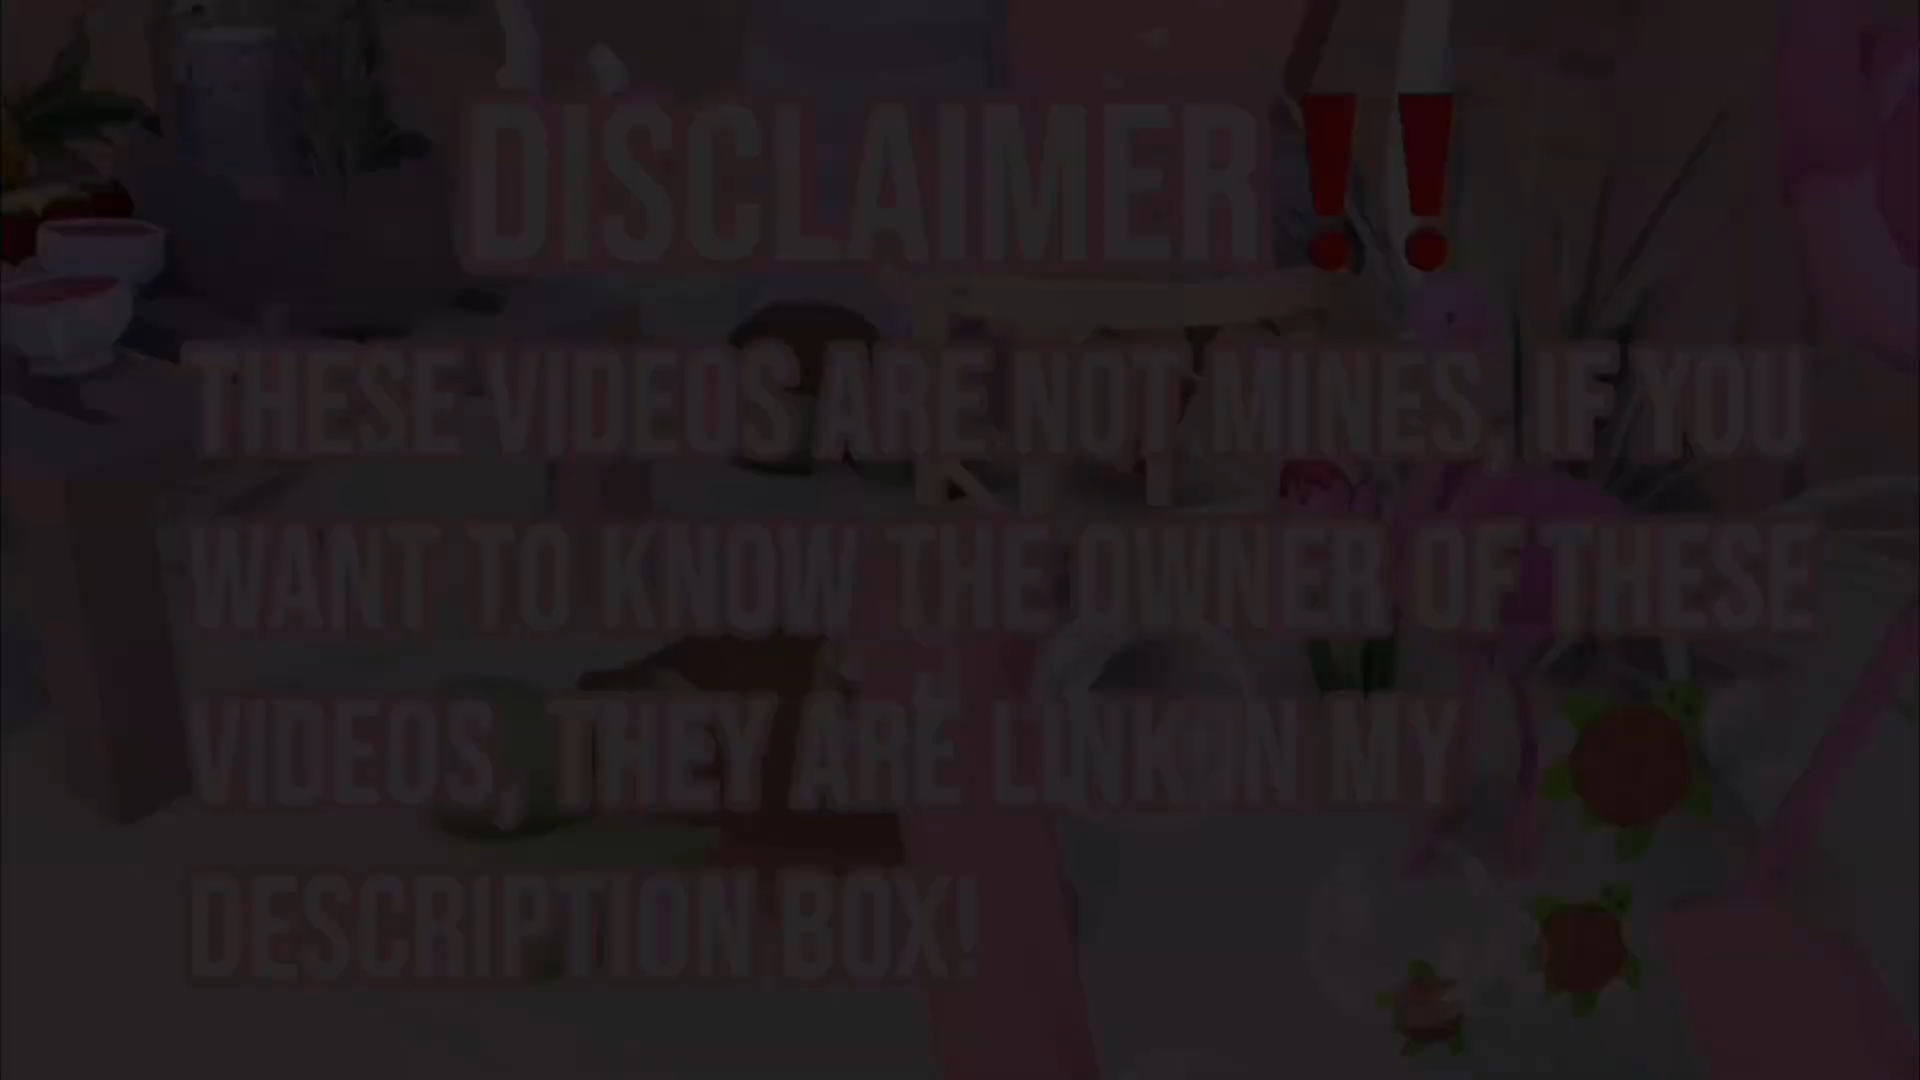 DISCLAIMER‼
THESE VIDEOS ARE NOT MINES, IF YOU
WANT TO KNOW THE OWNER OF THESE
VIDEOS, THEY ARE LINK IN MY
DESCRIPTION BOX!